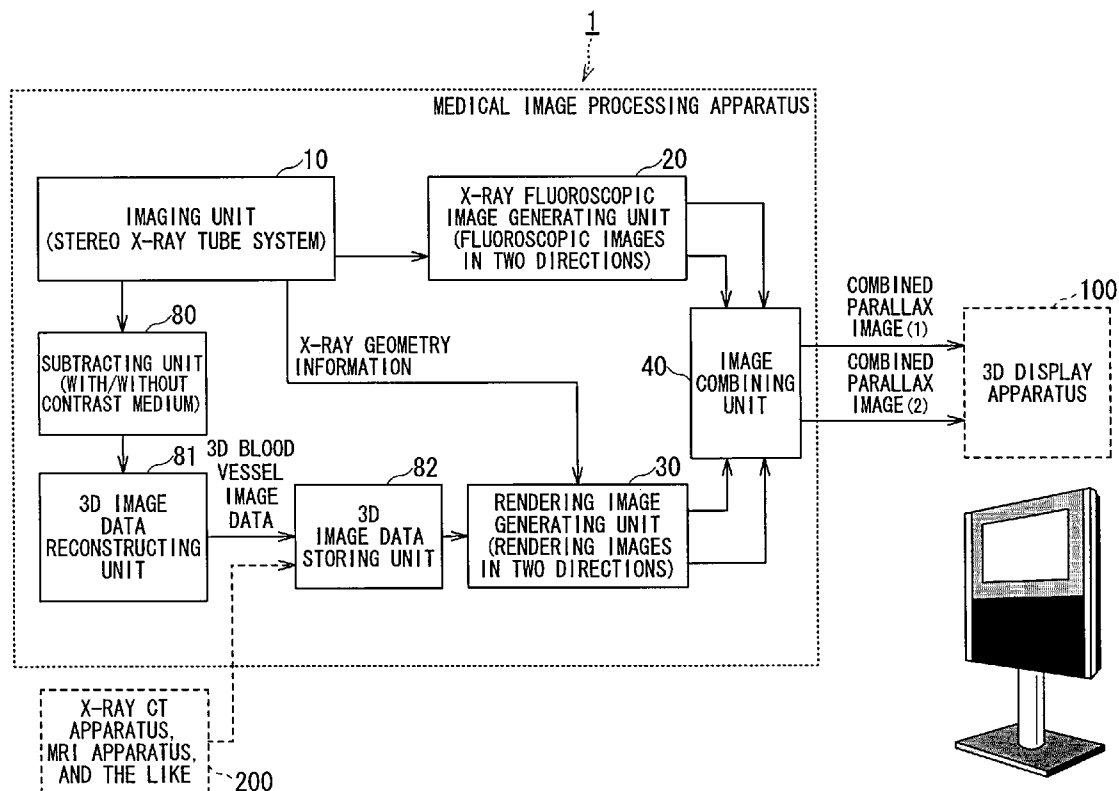 1
MEDICAL IMAGE PROCESSING APPARATUS
10
IMAGING UNIT
(STEREO X-RAY TUBE SYSTEM)
20
X-RAY FLUOROSCOPIC
IMAGE GENERATING UNIT
(FLUOROSCOPIC IMAGES
IN TWO DIRECTIONS)
80
SUBTRACTING UNIT
(WITH/WITHOUT
CONTRAST MEDIUM)
X-RAY GEOMETRY
INFORMATION
40
IMAGE
COMBINING
UNIT
COMBINED
PARALLAX
IMAGE(1)
COMBINED
PARALLAX
IMAGE(2)
100
3D DISPLAY
APPARATUS
81
3D IMAGE
DATA
RECONSTRUCTING
UNIT
3D BLOOD
VESSEL
IMAGE
DATA
82
3D
IMAGE DATA
STORING UNIT
30
RENDERING IMAGE
GENERATING UNIT
(RENDERING IMAGES
IN TWO DIRECTIONS)
X-RAY CT
APPARATUS,
MRI APPARATUS,
AND THE LIKE
200